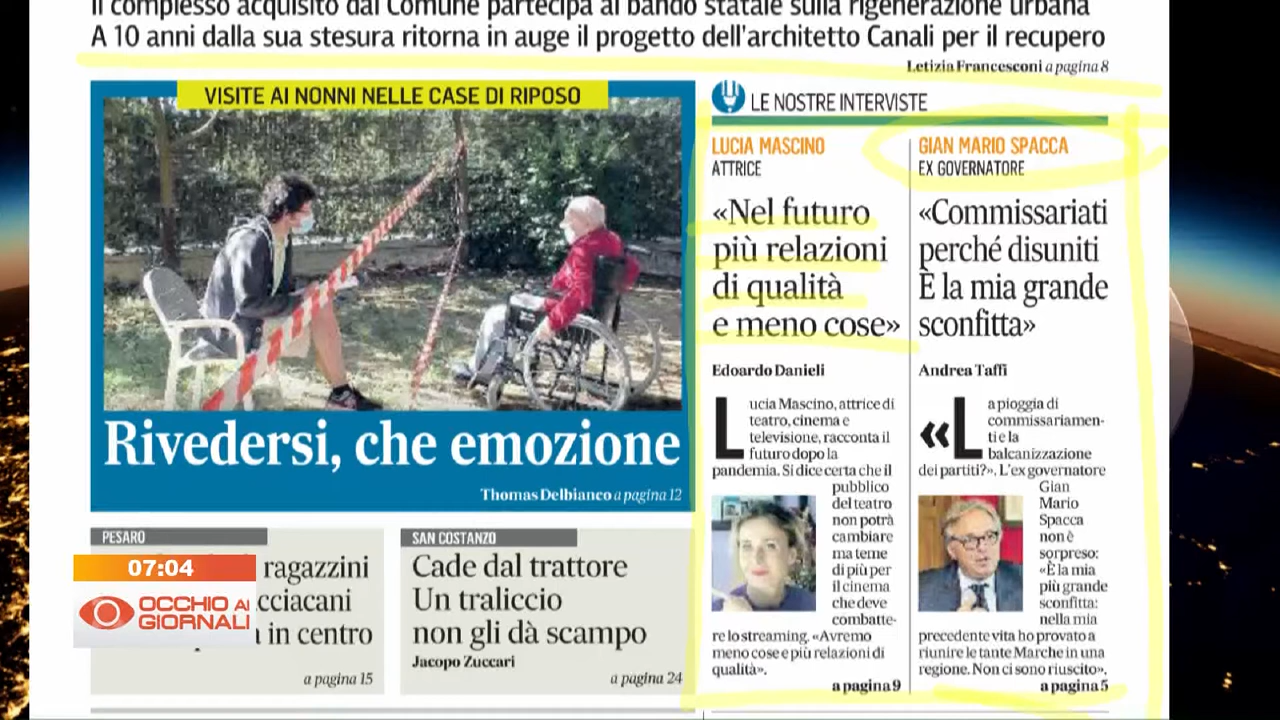 Il complesso acquisito dal Comune partecipa al bando statale sulla rigenerazione urbana
A 10 anni dalla sua stesura ritorna in auge il progetto dell'architetto Canali per il recupero
Letizia Francesconi a pagina 8
VISITE AI NONNI NELLE CASE DI RIPOSO
Rivedersi, che emozione
Thomas Delbianco a pagina 12
LE NOSTRE INTERVISTE
LUCIA MASCINO
ATTRICE
«Nel futuro
più relazioni
di qualità
e meno cose»
Edoardo Danieli
Lucia Mascino, attrice di
teatro, cinema e
televisione, racconta il
futuro dopo la
pandemia. Si dice certa che il
pubblico
del teatro
non potrà
cambiare
ma teme
di più per
il cinema
che deve
combatte-
re lo streaming. «Avremo
meno cose e più relazioni di
qualità».
a pagina 9
GIAN MARIO SPACCA
EX GOVERNATORE
«Commissariati
perché disuniti
È la mia grande
sconfitta»
Andrea Taffi
«La pioggia di
commissariamen-
ti e la
balcanizzazione
dei partiti?». L'ex governatore
Gian
Mario
Spacca
non è
sorpreso:
«È la mia
più grande
sconfitta:
nella mia
precedente vita ho provato a
riunire le tante Marche in una
regione. Non ci sono riuscito».
a pagina 5
PESARO
ragazzini
acciacani
in centro
a pagina 15
SAN COSTANZO
Cade dal trattore
Un traliccio
non gli dà scampo
Jacopo Zuccari
a pagina 24
07:04
OCCHIO AI
GIORNALI